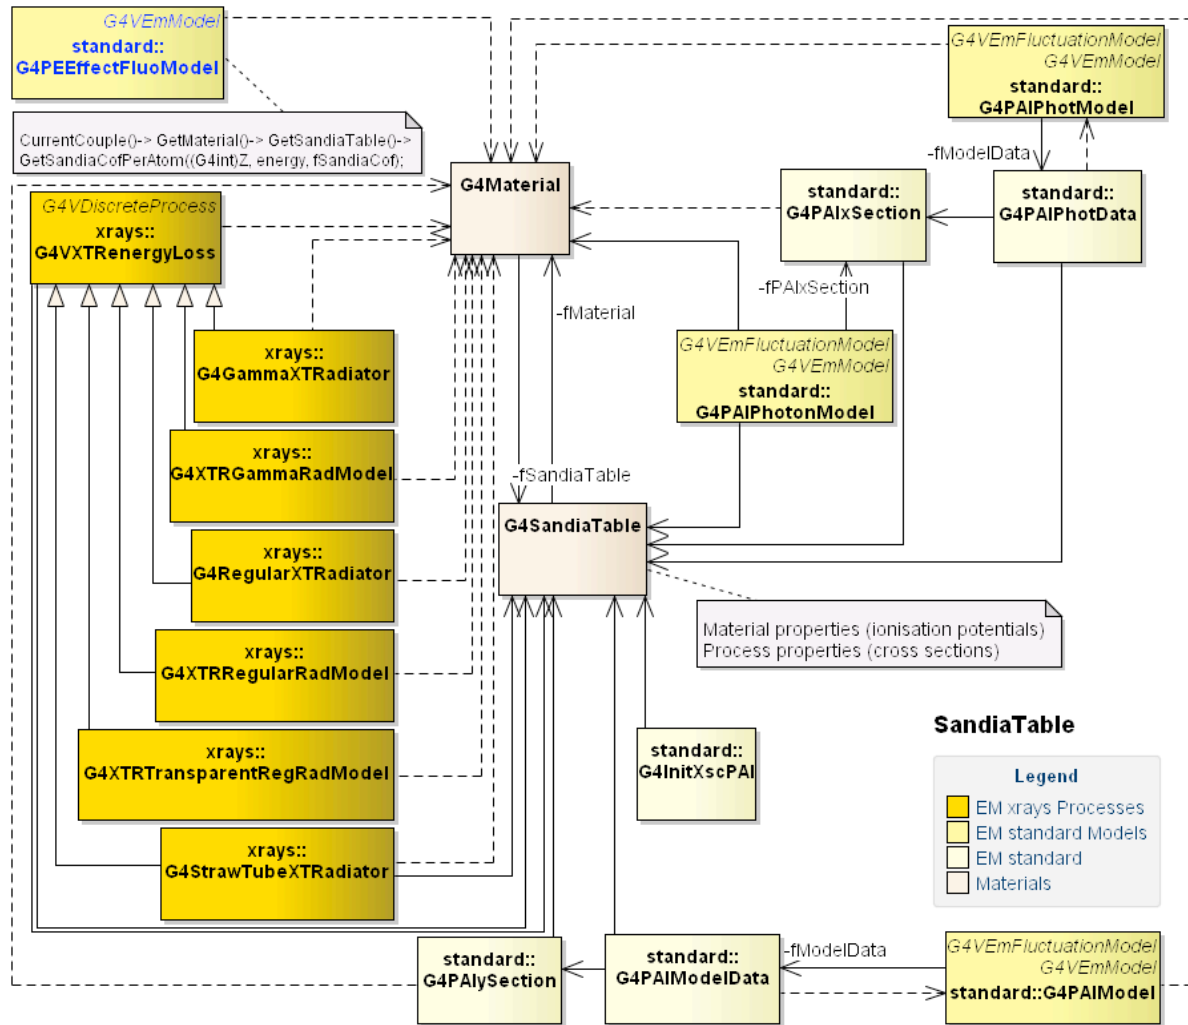 G4VEmModel
standard::
G4PEEffectFluoModel
CurrentCouple()-> GetMaterial()-> GetSandiaTable()->
GetSandiaCofPerAtom((G4int)Z, energy, fSandiaCof);
G4VEmFluctuationModel
G4VEmModel
standard::
G4PAIPhotModel
-fModelData
G4Material
standard::
G4PAIxSection
standard::
G4PAIPhotData
G4VDiscreteProcess
xrays::
G4VXTRenergyLoss
-fPAIxSection
-fMaterial
xrays::
G4GammaXTRadiator
G4VEmFluctuationModel
G4VEmModel
standard::
G4PAIPhotonModel
xrays::
G4XTRGammaRadModel
-fSandiaTable
G4SandiaTable
xrays::
G4RegularXTRadiator
Material properties (ionisation potentials)
Process properties (cross sections)
xrays::
G4XTRRegularRadModel
SandiaTable
standard::
G4InitXscPAI
xrays::
G4XTRTransparentRegRadModel
Legend
EM xrays Processes
EM standard Models
EM standard
Materials
xrays::
G4StrawTubeXTRadiator
standard::
G4PAIySection
standard::
G4PAIModelData
-fModelData
G4VEmFluctuationModel
G4VEmModel
standard::G4PAIModel